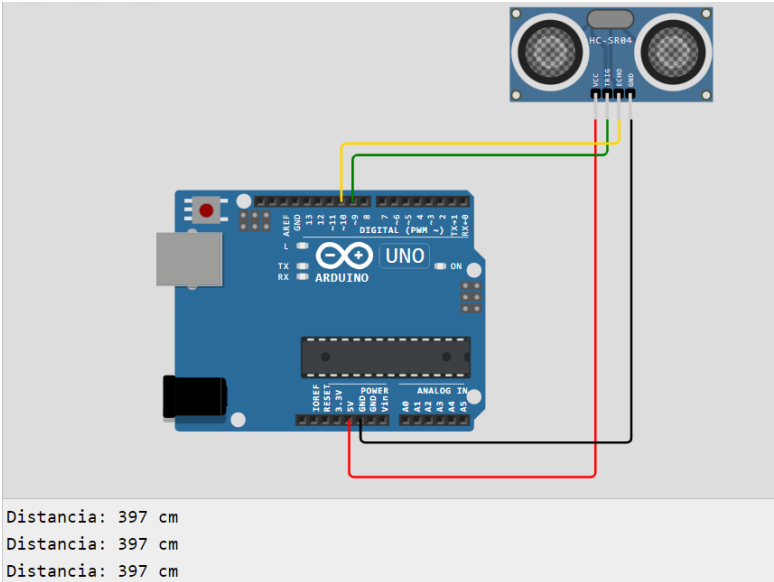 HC-SR04
VCC
TRIG
ECHO
GND
AREF
GND
13
12
~11
~10
~9
8
7
~6
~5
4
~3
2
TX→1
RX←0
DIGITAL (PWM ~)
L
TX
RX
UNO
ON
ARDUINO
IOREF
RESET
3.3V
5V
GND
GND
Vin
POWER
ANALOG IN
A0
A1
A2
A3
A4
A5
Distancia: 397 cm
Distancia: 397 cm
Distancia: 397 cm